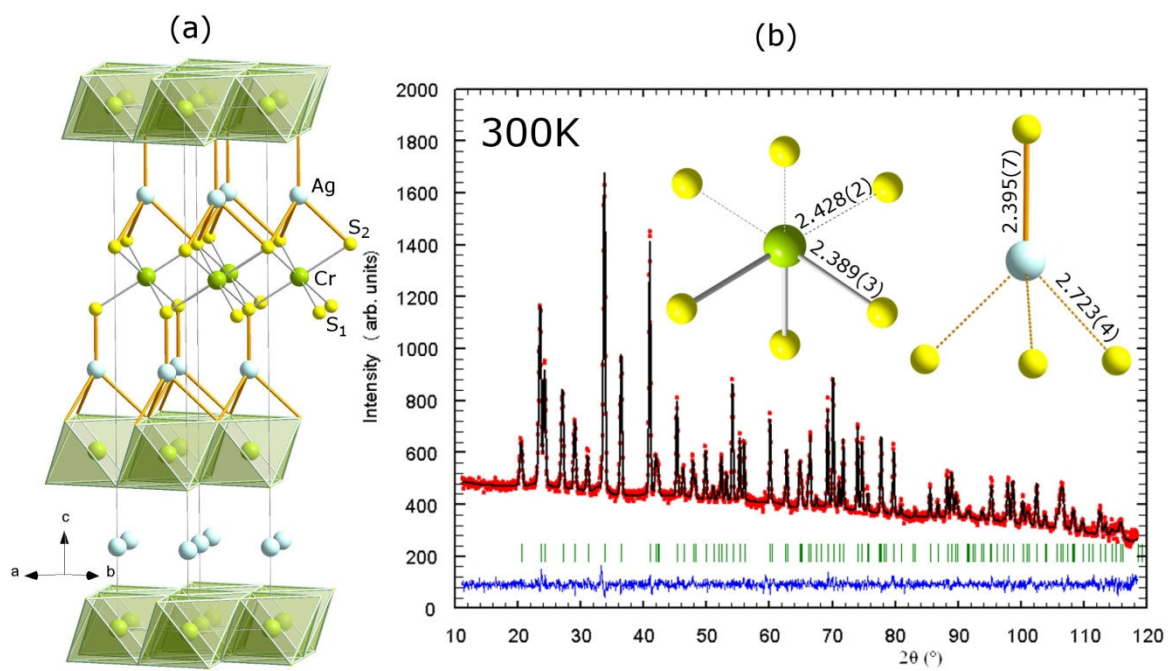 (a)
Ag
S2
Cr
S1
c
a
b
(b)
300K
2.428(2)
2.389(3)
2.395(7)
2.723(4)
Intensity ( arb. units)
2000
1800
1600
1400
1200
1000
800
600
400
200
0
10 20 30 40 50 60 70 80 90 100 110 120
2θ (°)